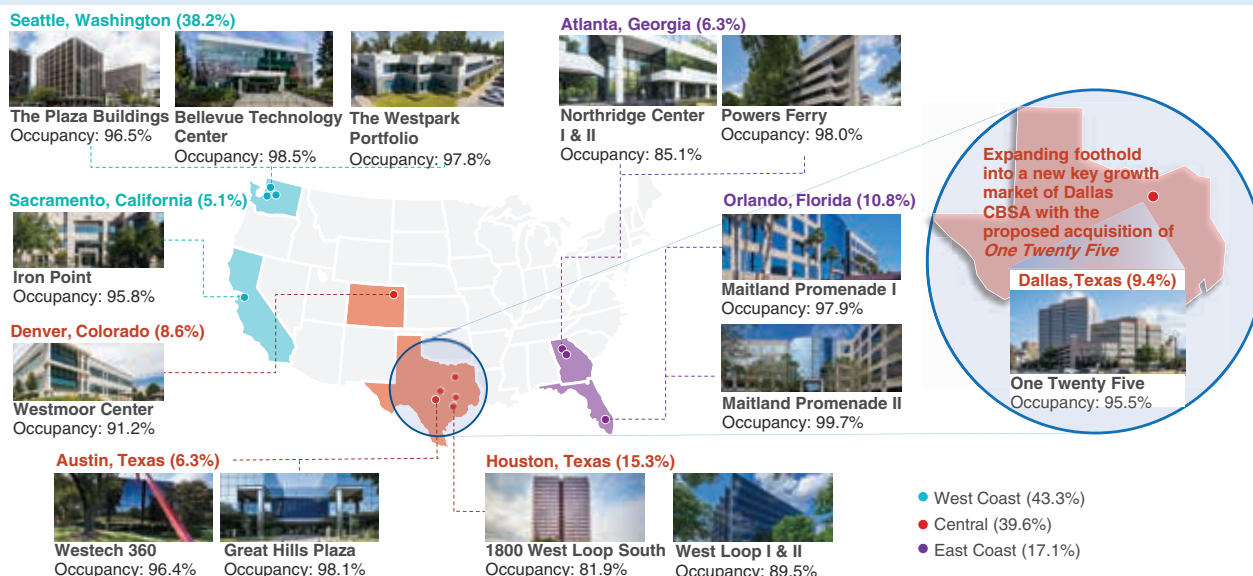 Seattle, Washington (38.2%)
The Plaza Buildings
Occupancy: 96.5%
Bellevue Technology
Center
Occupancy: 98.5%
The Westpark
Portfolio
Occupancy: 97.8%
Atlanta, Georgia (6.3%)
Northridge Center
I & II
Occupancy: 85.1%
Powers Ferry
Occupancy: 98.0%
Sacramento, California (5.1%)
Iron Point
Occupancy: 95.8%
Orlando, Florida (10.8%)
Maitland Promenade I
Occupancy: 97.9%
Maitland Promenade II
Occupancy: 99.7%
Expanding foothold
into a new key growth
market of Dallas
CBSA with the
proposed acquisition of
One Twenty Five
Dallas,Texas (9.4%)
One Twenty Five
Occupancy: 95.5%
Denver, Colorado (8.6%)
Westmoor Center
Occupancy: 91.2%
Austin, Texas (6.3%)
Westech 360
Occupancy: 96.4%
Great Hills Plaza
Occupancy: 98.1%
Houston, Texas (15.3%)
1800 West Loop South
Occupancy: 81.9%
West Loop I & II
Occupancy: 89.5%
West Coast (43.3%)
Central (39.6%)
East Coast (17.1%)